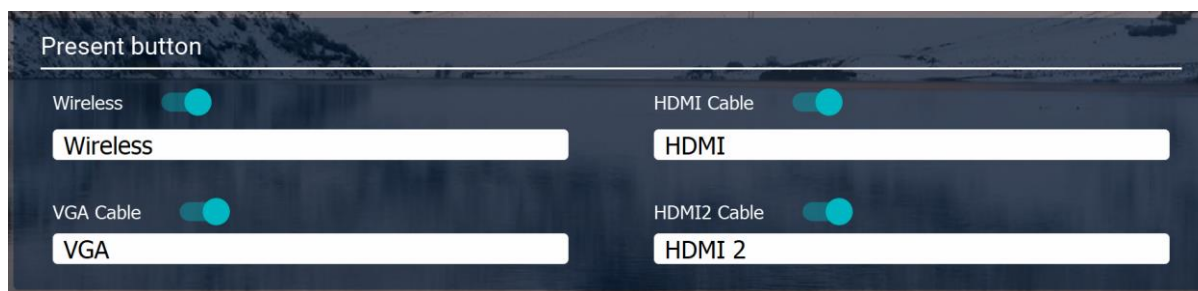 Present button
Wireless
HDMI Cable
Wireless
HDMI
VGA Cable
HDMI2 Cable
VGA
HDMI 2